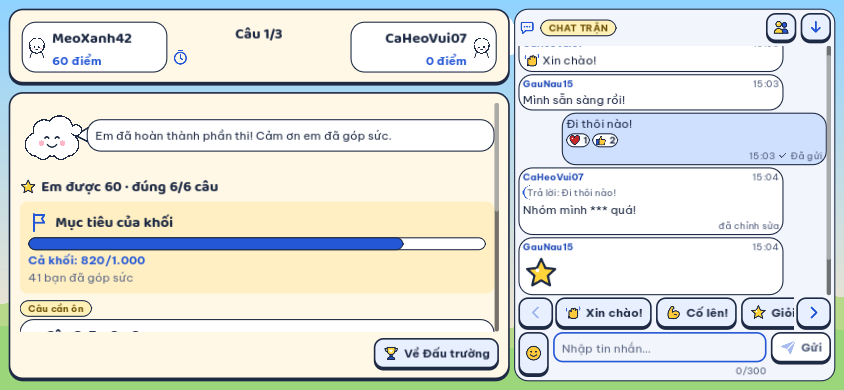 MeoXanh42
60 điểm
Câu 1/3
CaHeoVui07
0 điểm
Em đã hoàn thành phần thi! Cảm ơn em đã góp sức.
Em được 60 · đúng 6/6 câu
Mục tiêu của khối
Cả khối: 820/1.000
41 bạn đã góp sức
Câu cần ôn
Về Đấu trường
CHAT TRẬN
Xin chào!
GauNau15 15:03
Mình sẵn sàng rồi!
Đi thôi nào!
1 2
15:03 ✓ Đã gửi
CaHeoVui07 15:04
Trả lời: Đi thôi nào!
Nhóm mình *** quá!
đã chỉnh sửa
GauNau15 15:04
Xin chào!
Cố lên!
Giỏi
Nhập tin nhắn...
Gửi
0/300